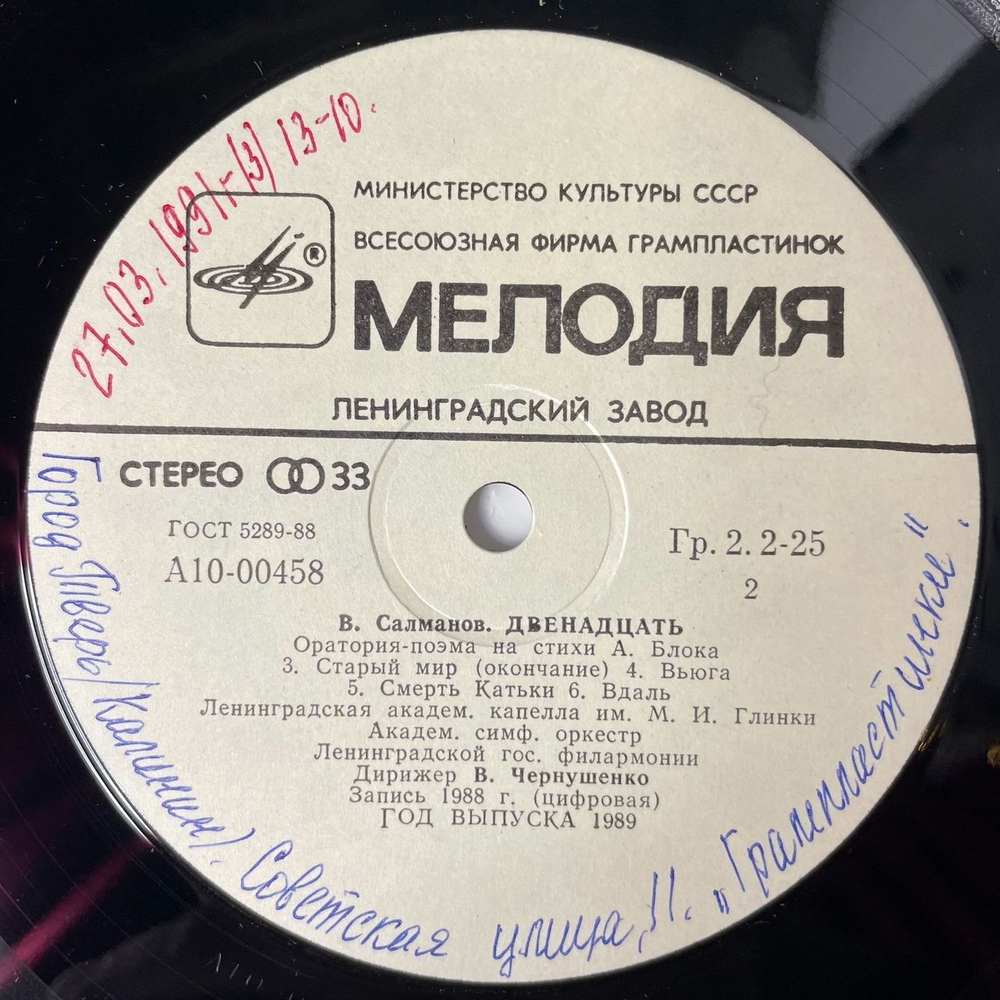 27.03.1991-(3) 13-10.
МИНИСТЕРСТВО КУЛЬТУРЫ СССР
ВСЕСОЮЗНАЯ ФИРМА ГРАМПЛАСТИНОК
®
МЕЛОДИЯ
ЛЕНИНГРАДСКИЙ ЗАВОД
СТЕРЕО 33
ГОСТ 5289-88
А10-00458
Гр. 2. 2-25
2
В. Салманов. ДВЕНАДЦАТЬ
Оратория-поэма на стихи А. Блока
3. Старый мир (окончание) 4. Вьюга
5. Смерть Катьки 6. Вдаль
Ленинградская академ. капелла им. М. И. Глинки
Академ. симф. оркестр
Ленинградской гос. филармонии
Дирижер В. Чернушенко
Запись 1988 г. (цифровая)
ГОД ВЫПУСКА 1989
Город Тверь (Калинин). Советская улица, 11. „Грампластинки".